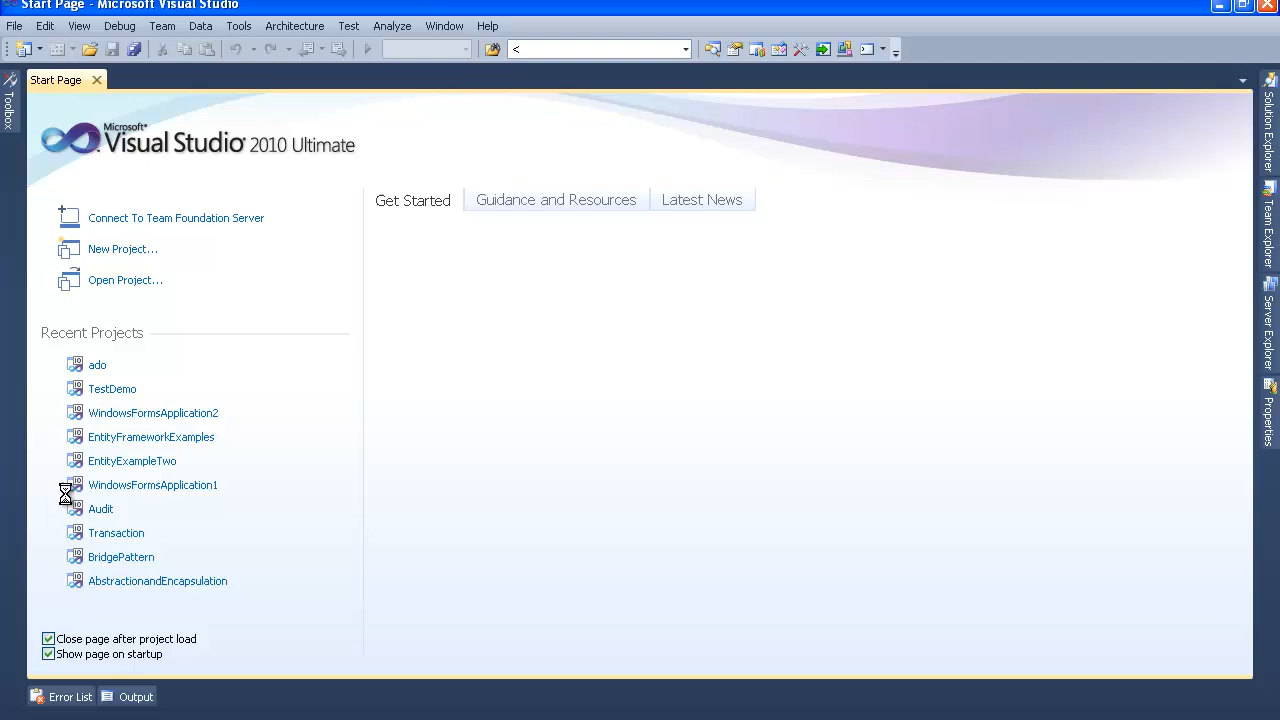 Start Page - Microsoft Visual Studio
File Edit View Debug Team Data Tools Architecture Test Analyze Window Help
<
Toolbox
Start Page
Solution Explorer
Team Explorer
Server Explorer
Properties
Microsoft®
Visual Studio® 2010 Ultimate
Connect To Team Foundation Server
New Project...
Open Project...
Recent Projects
ado
TestDemo
WindowsFormsApplication2
EntityFrameworkExamples
EntityExampleTwo
WindowsFormsApplication1
Audit
Transaction
BridgePattern
AbstractionandEncapsulation
Close page after project load
Show page on startup
Get Started Guidance and Resources Latest News
Error List Output